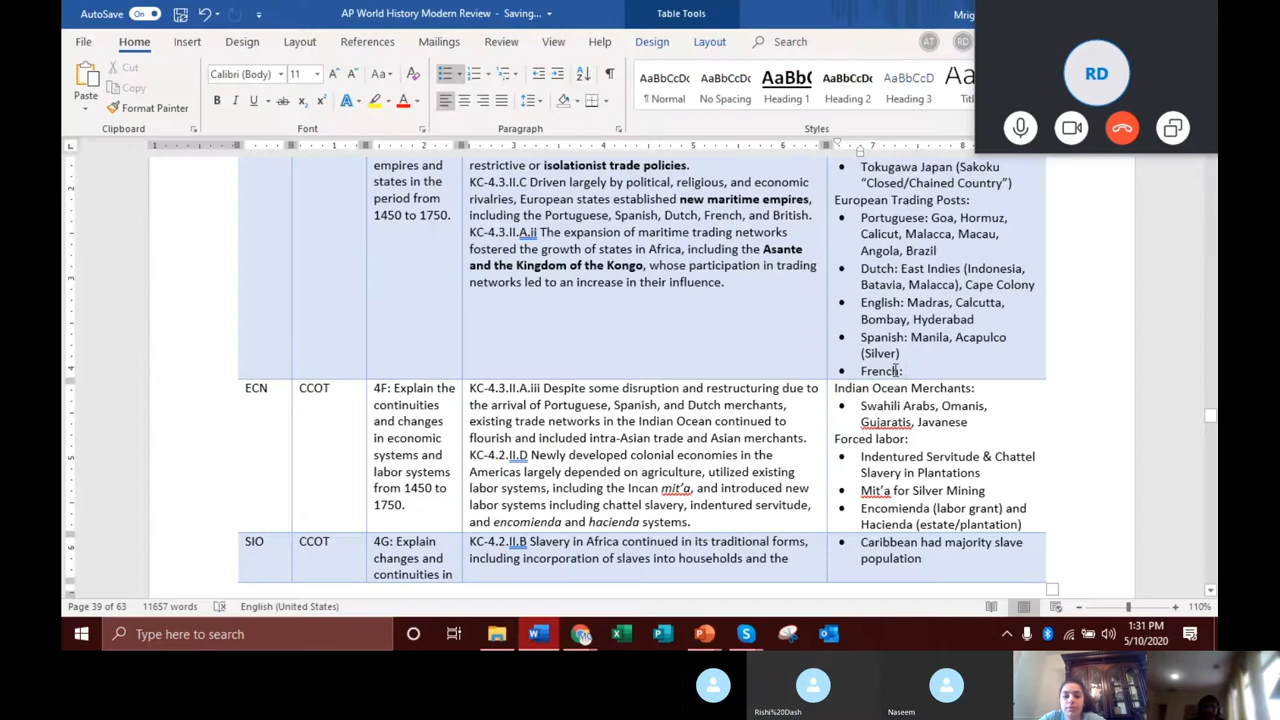 AutoSave On AP World History Modern Review - Saving... Table Tools Mrig
File Home Insert Design Layout References Mailings Review View Help Design Layout Search AT RD
RD
Paste Cut
Copy
Format Painter
Calibri (Body) 11
AaBbCcDc AaBbCcDc AaBbC AaBbCcDc AaBbCcDc
¶ Normal No Spacing Heading 1 Heading 2 Heading 3
Clipboard Font Paragraph Styles
empires and
states in the
period from
1450 to 1750.
restrictive or isolationist trade policies.
KC-4.3.II.C Driven largely by political, religious, and economic
rivalries, European states established new maritime empires,
including the Portuguese, Spanish, Dutch, French, and British.
KC-4.3.II.A.ii The expansion of maritime trading networks
fostered the growth of states in Africa, including the Asante
and the Kingdom of the Kongo, whose participation in trading
networks led to an increase in their influence.
Tokugawa Japan (Sakoku
“Closed/Chained Country”)
European Trading Posts:
• Portuguese: Goa, Hormuz,
Calicut, Malacca, Macau,
Angola, Brazil
• Dutch: East Indies (Indonesia,
Batavia, Malacca), Cape Colony
• English: Madras, Calcutta,
Bombay, Hyderabad
• Spanish: Manila, Acapulco
(Silver)
• French:
ECN
CCOT
4F: Explain the
continuities
and changes
in economic
systems and
labor systems
from 1450 to
1750.
KC-4.3.II.A.iii Despite some disruption and restructuring due to
the arrival of Portuguese, Spanish, and Dutch merchants,
existing trade networks in the Indian Ocean continued to
flourish and included intra-Asian trade and Asian merchants.
KC-4.2.II.D Newly developed colonial economies in the
Americas largely depended on agriculture, utilized existing
labor systems, including the Incan mit’a, and introduced new
labor systems including chattel slavery, indentured servitude,
and encomienda and hacienda systems.
Indian Ocean Merchants:
• Swahili Arabs, Omanis,
Gujaratis, Javanese
Forced labor:
• Indentured Servitude & Chattel
Slavery in Plantations
• Mit’a for Silver Mining
• Encomienda (labor grant) and
Hacienda (estate/plantation)
SIO
CCOT
4G: Explain
changes and
continuities in
KC-4.2.II.B Slavery in Africa continued in its traditional forms,
including incorporation of slaves into households and the
• Caribbean had majority slave
population
Page 39 of 63 11657 words English (United States) 110%
Type here to search
1:31 PM
5/10/2020
Rishi%20Dash
Naseem